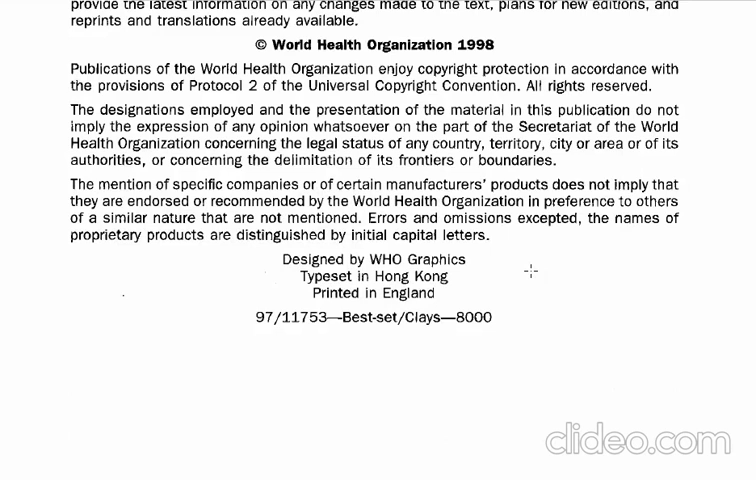 provide the latest information on any changes made to the text, plans for new editions, and
reprints and translations already available.
© World Health Organization 1998
Publications of the World Health Organization enjoy copyright protection in accordance with
the provisions of Protocol 2 of the Universal Copyright Convention. All rights reserved.
The designations employed and the presentation of the material in this publication do not
imply the expression of any opinion whatsoever on the part of the Secretariat of the World
Health Organization concerning the legal status of any country, territory, city or area or of its
authorities, or concerning the delimitation of its frontiers or boundaries.
The mention of specific companies or of certain manufacturers' products does not imply that
they are endorsed or recommended by the World Health Organization in preference to others
of a similar nature that are not mentioned. Errors and omissions excepted, the names of
proprietary products are distinguished by initial capital letters.
Designed by WHO Graphics
Typeset in Hong Kong
Printed in England
97/11753—Best-set/Clays—8000
clideo.com